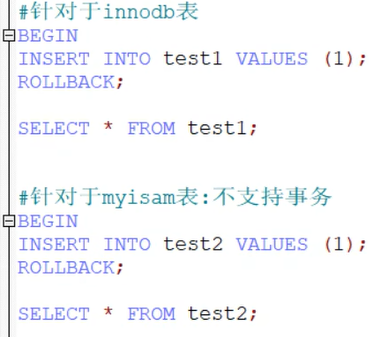 #针对于innodb表
BEGIN
INSERT INTO test1 VALUES (1);
ROLLBACK;
SELECT * FROM test1;
#针对于myisam表:不支持事务
BEGIN
INSERT INTO test2 VALUES (1);
ROLLBACK;
SELECT * FROM test2;